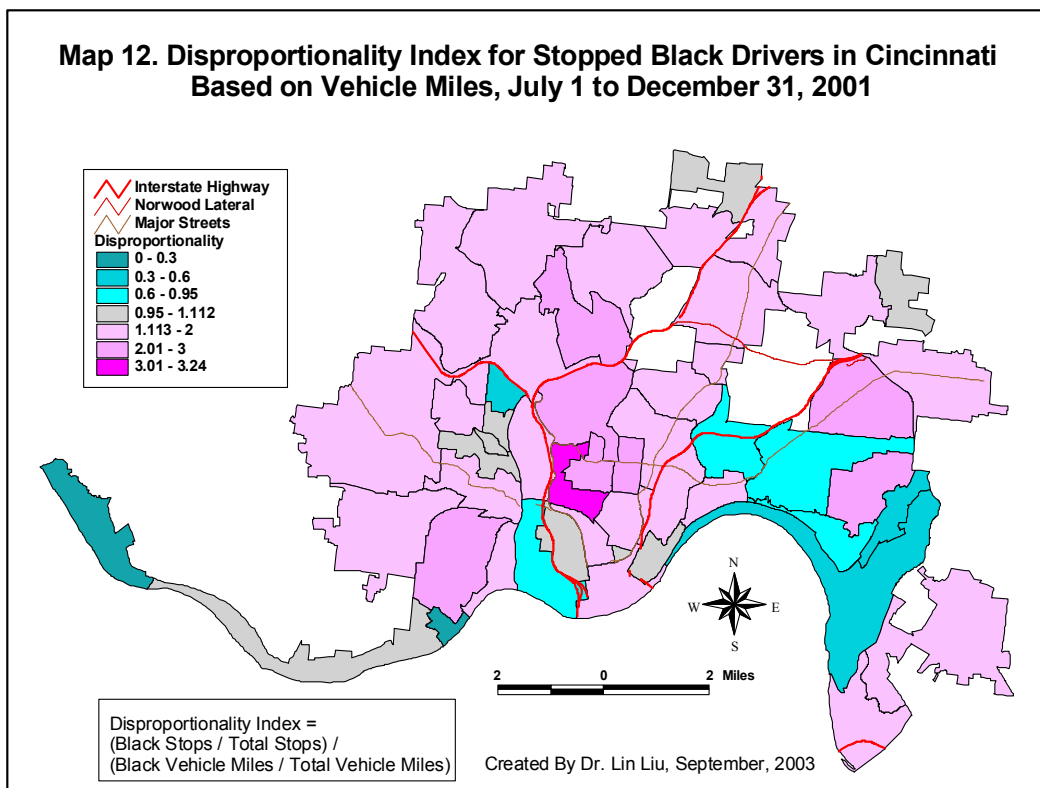 Map 12. Disproportionality Index for Stopped Black Drivers in Cincinnati
Based on Vehicle Miles, July 1 to December 31, 2001
Interstate Highway
Norwood Lateral
Major Streets
Disproportionality
0 - 0.3
0.3 - 0.6
0.6 - 0.95
0.95 - 1.112
1.113 - 2
2.01 - 3
3.01 - 3.24
N
W E
S
2 0 2 Miles
Disproportionality Index =
(Black Stops / Total Stops) /
(Black Vehicle Miles / Total Vehicle Miles)
Created By Dr. Lin Liu, September, 2003